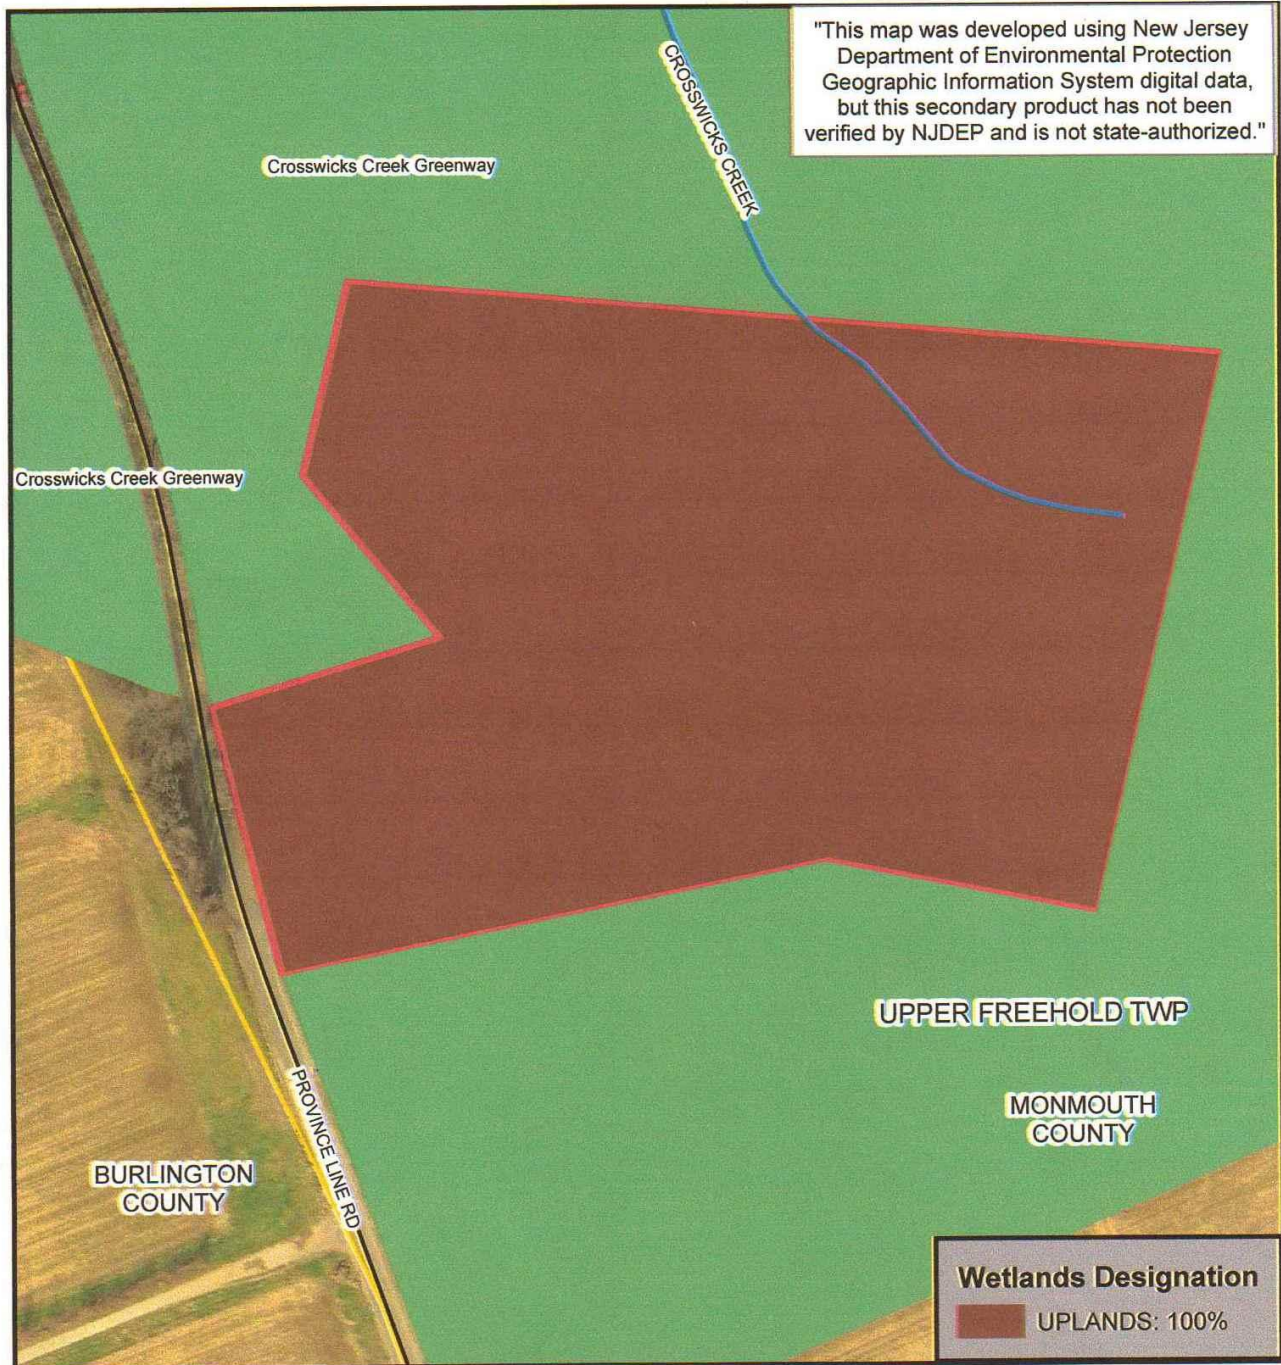 "This map was developed using New Jersey
Department of Environmental Protection
Geographic Information System digital data,
but this secondary product has not been
verified by NJDEP and is not state-authorized."
CROSSWICKS CREEK
Crosswicks Creek Greenway
Crosswicks Creek Greenway
UPPER FREEHOLD TWP
MONMOUTH
COUNTY
PROVINCE LINE RD
BURLINGTON
COUNTY
Wetlands Designation
UPLANDS: 100%